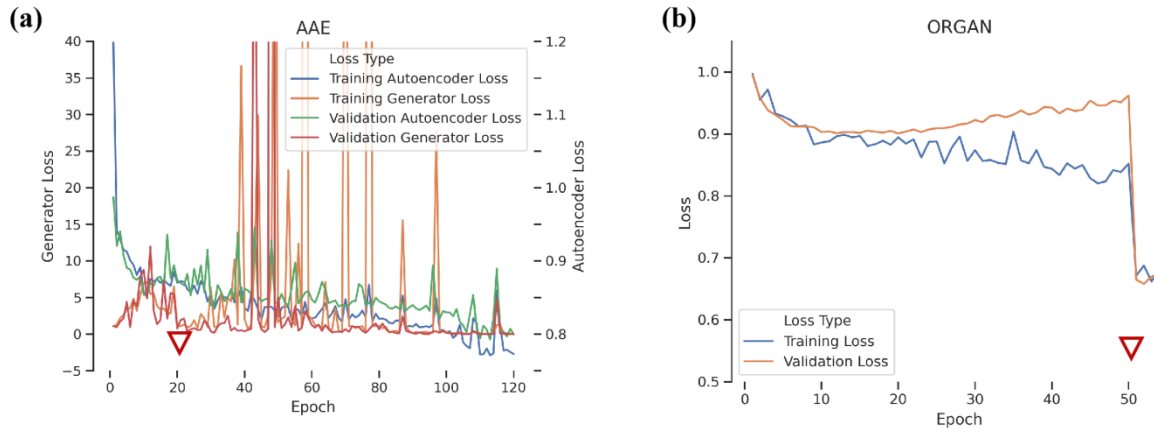 (a)
AAE
40
35
30
25
20
15
10
5
0
−5
Generator Loss
1.2
1.1
1.0
0.9
0.8
Autoencoder Loss
Loss Type
Training Autoencoder Loss
Training Generator Loss
Validation Autoencoder Loss
Validation Generator Loss
0 20 40 60 80 100 120
Epoch
(b)
ORGAN
1.0
0.9
0.8
0.7
0.6
0.5
Loss
Loss Type
Training Loss
Validation Loss
0 10 20 30 40 50
Epoch